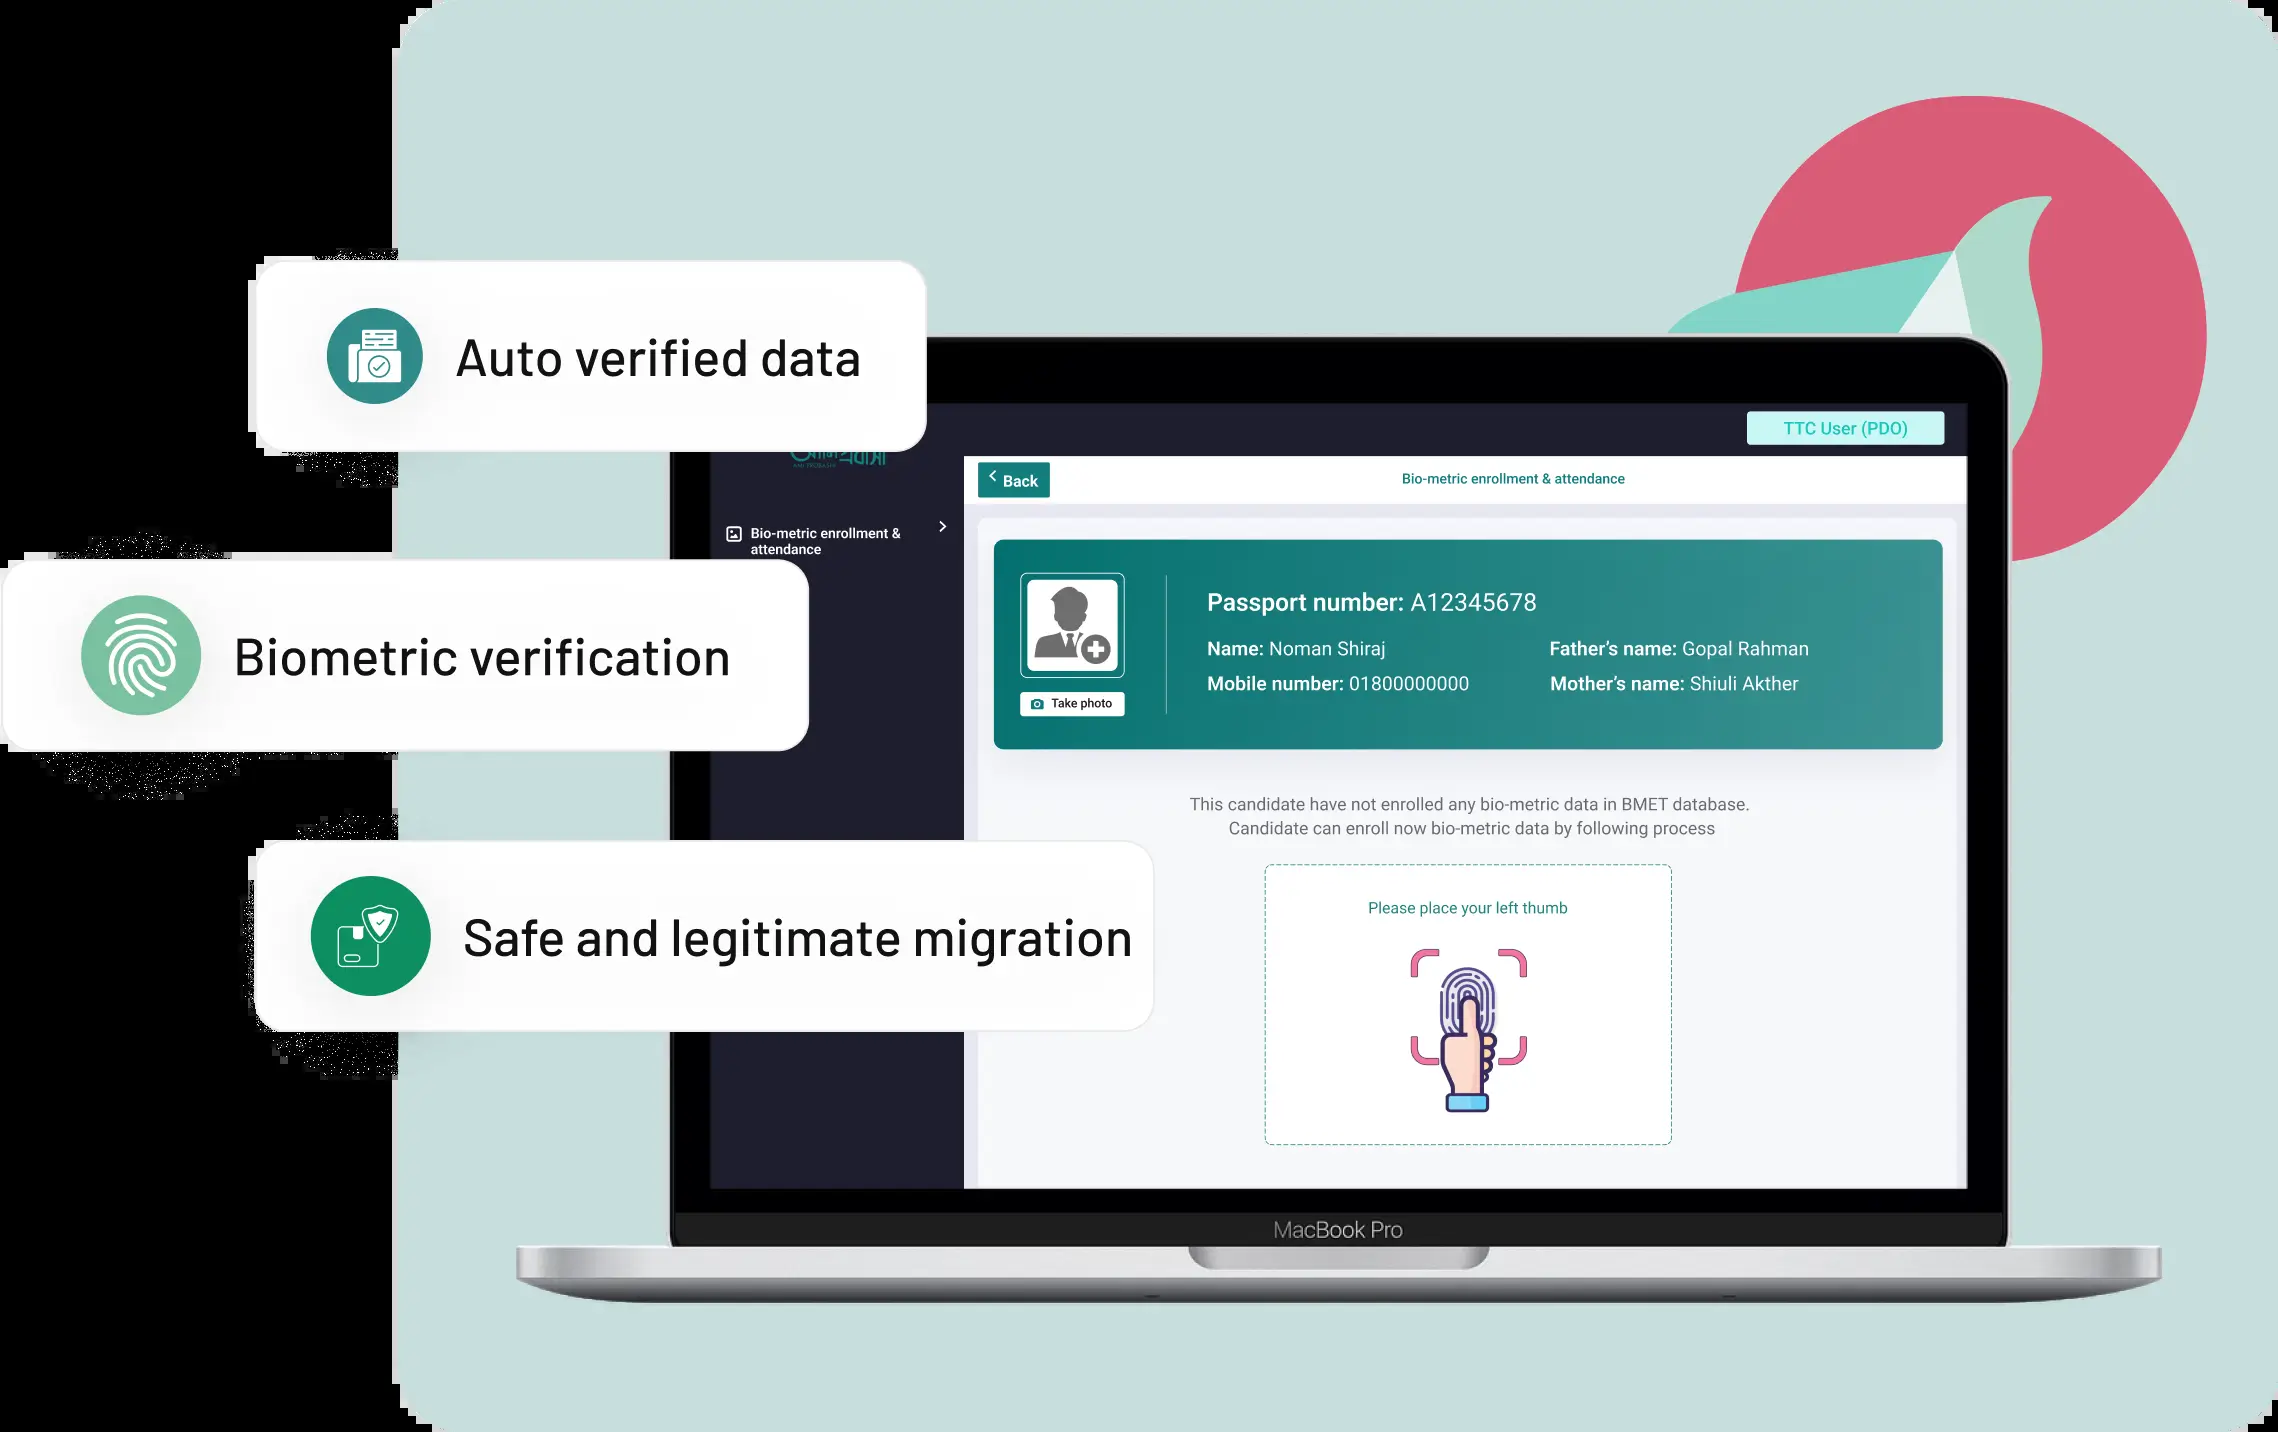 Auto verified data
Biometric verification
Safe and legitimate migration
TTC User (PDO)
Back
Bio-metric enrollment & attendance
Bio-metric enrollment &
attendance
Take photo
Passport number: A12345678
Name: Noman Shiraj
Father’s name: Gopal Rahman
Mobile number: 01800000000
Mother’s name: Shiuli Akther
This candidate have not enrolled any bio-metric data in BMET database.
Candidate can enroll now bio-metric data by following process
Please place your left thumb
MacBook Pro